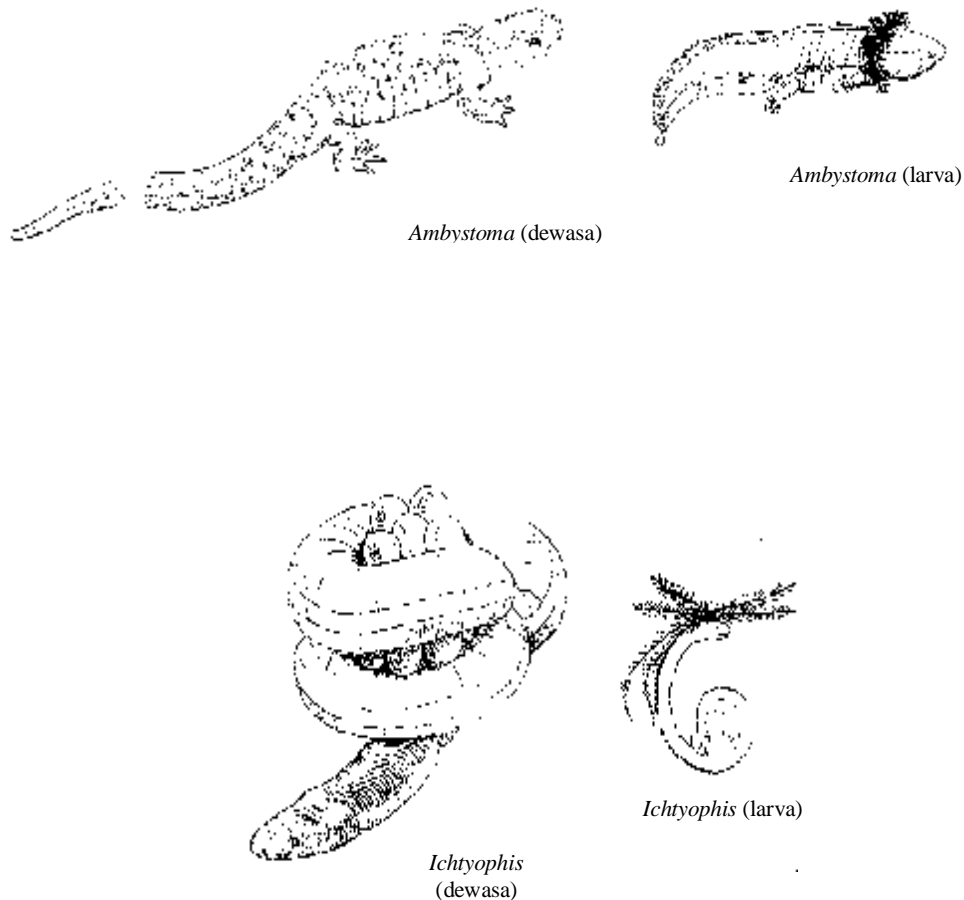 Ambystoma (larva)
Ambystoma (dewasa)
Ichtyophis (larva)
Ichtyophis
(dewasa)